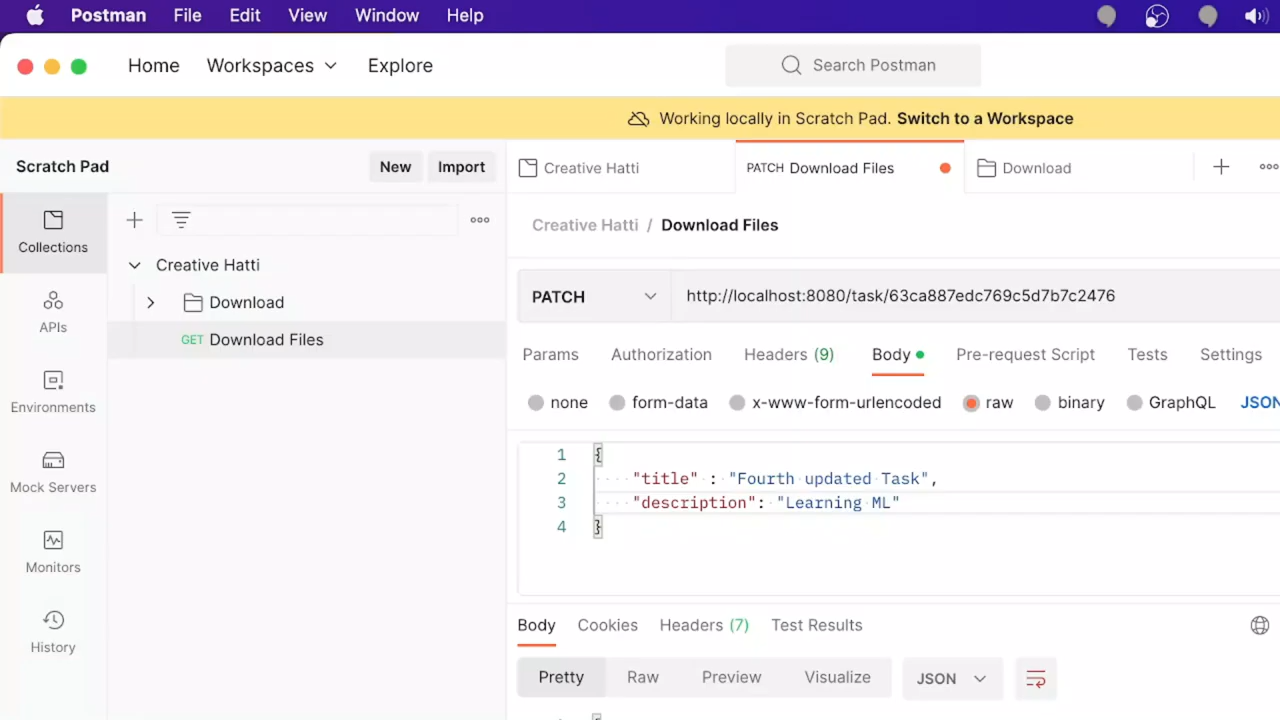 Postman File Edit View Window Help
Home Workspaces Explore Search Postman
Working locally in Scratch Pad. Switch to a Workspace
Scratch Pad New Import
Creative Hatti PATCH Download Files Download
Collections
Creative Hatti / Download Files
Creative Hatti
PATCH http://localhost:8080/task/63ca887edc769c5d7b7c2476
Download
APIs
GET Download Files
Params Authorization Headers (9) Body Pre-request Script Tests Settings
Environments
none form-data x-www-form-urlencoded raw binary GraphQL JSON
1 {
2 "title" : "Fourth updated Task",
Mock Servers
3 "description": "Learning ML"
4 }
Monitors
Body Cookies Headers (7) Test Results
History
Pretty Raw Preview Visualize JSON